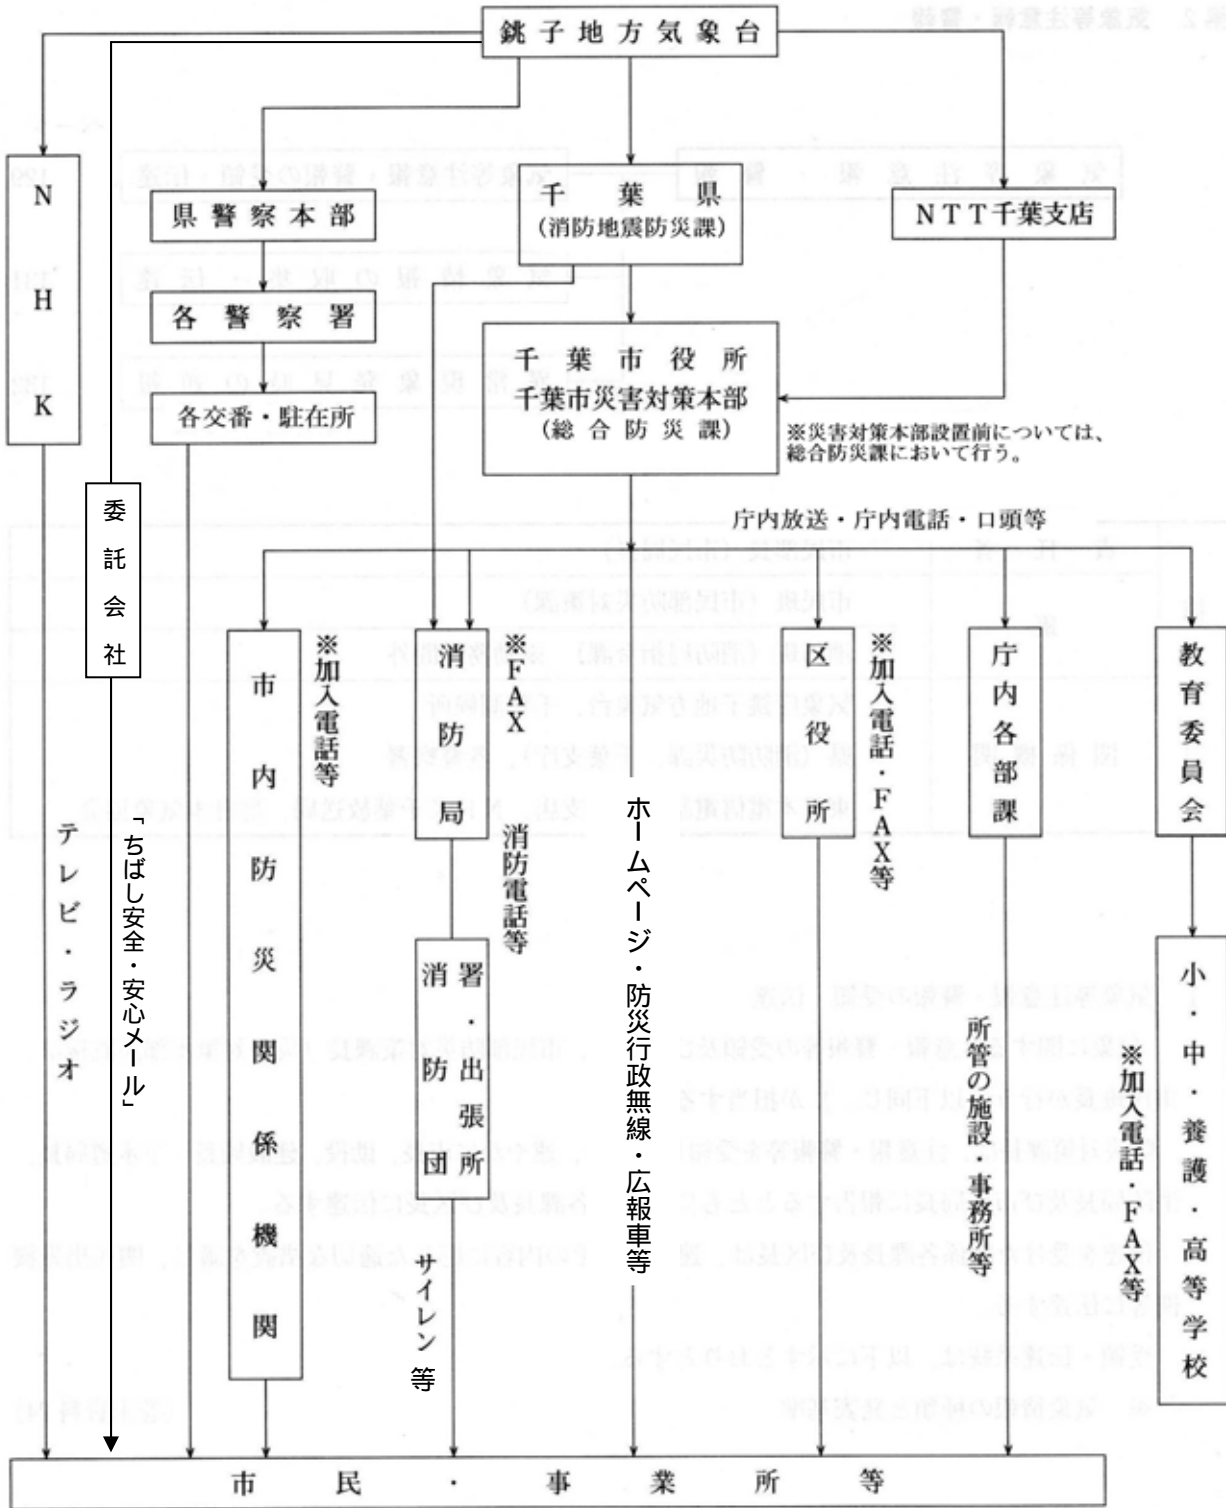 銚子地方気象台
NHK
県警察本部
千葉県
(消防地震防災課)
NTT千葉支店
各警察署
千葉市役所
千葉市災害対策本部
(総合防災課)
各交番・駐在所
※災害対策本部設置前については、
総合防災課において行う。
委託会社
庁内放送・庁内電話・口頭等
市内防災関係機関
※加入電話等
消防局
※FAX
消防電話等
区役所
※加入電話・FAX等
庁内各部課
教育委員会
テレビ・ラジオ
「ちばし安全・安心メール」
ホームページ・防災行政無線・広報車等
署・出張所
消防団
所管の施設・事務所等
※加入電話・FAX等
小・中・養護・高等学校
サイレン等
市民・事業所等